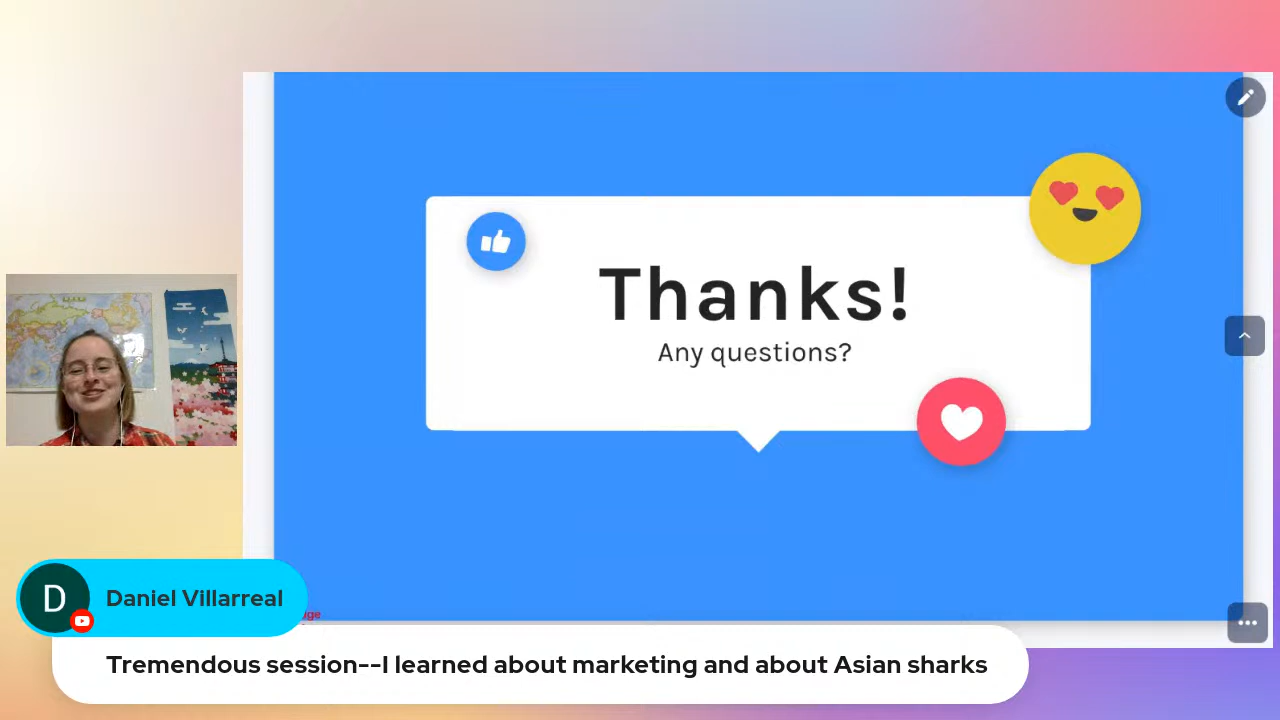 Thanks!
Any questions?
D
Daniel Villarreal
Tremendous session--I learned about marketing and about Asian sharks